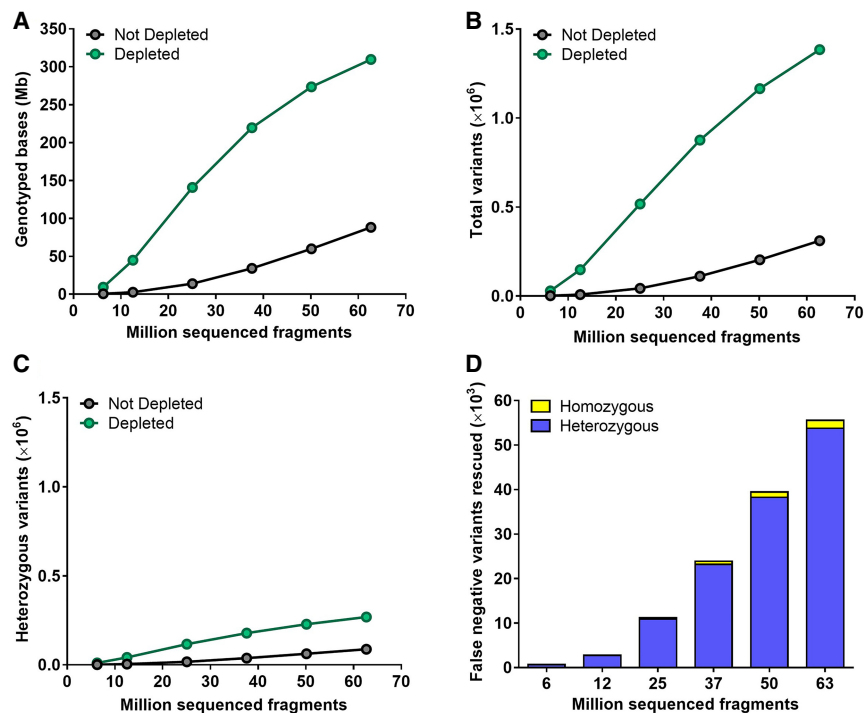 A
Genotyped bases (Mb)
350
300
250
200
150
100
50
0
Not Depleted
Depleted
0 10 20 30 40 50 60 70
Million sequenced fragments
B
Total variants (×10⁶)
1.5
1.0
0.5
0.0
Not Depleted
Depleted
0 10 20 30 40 50 60 70
Million sequenced fragments
C
Heterozygous variants (×10⁶)
1.5
1.0
0.5
0.0
Not Depleted
Depleted
0 10 20 30 40 50 60 70
Million sequenced fragments
D
False negative variants rescued (×10³)
60
50
40
30
20
10
0
Homozygous
Heterozygous
6 12 25 37 50 63
Million sequenced fragments